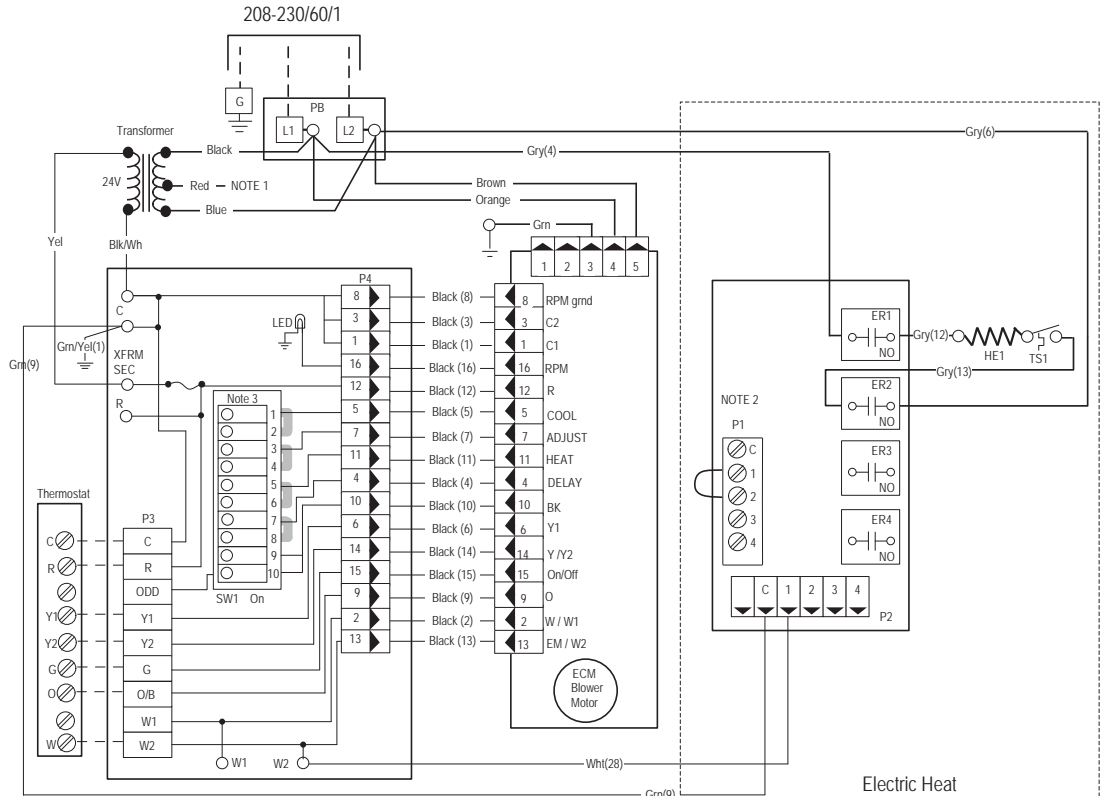 208-230/60/1
G
PB
L1
L2
Transformer
24V
Black
Red – NOTE 1
Blue
Gry(4)
Gry(6)
Brown
Orange
Grn
Yel
Blk/Wh
1 2 3 4 5
C
Grn/Yel(1)
Grn(9)
XFRM
SEC
R
LED
P4
8 Black (8) 8 RPM grnd
3 Black (3) 3 C2
1 Black (1) 1 C1
16 Black (16) 16 RPM
12 Black (12) 12 R
5 Black (5) 5 COOL
7 Black (7) 7 ADJUST
11 Black (11) 11 HEAT
4 Black (4) 4 DELAY
10 Black (10) 10 BK
6 Black (6) 6 Y1
14 Black (14) 14 Y /Y2
15 Black (15) 15 On/Off
9 Black (9) 9 O
2 Black (2) 2 W / W1
13 Black (13) 13 EM / W2
Note 3
1
2
3
4
5
6
7
8
9
10
SW1 On
Thermostat
C
R
Y1
Y2
G
O
W
P3
C
R
ODD
Y1
Y2
G
O/B
W1
W2
W1
W2
ECM
Blower
Motor
Wht(28)
Grn(9)
NOTE 2
P1
C
1
2
3
4
ER1
NO
ER2
NO
ER3
NO
ER4
NO
Gry(12)
HE1
TS1
Gry(13)
C 1 2 3 4
P2
Electric Heat